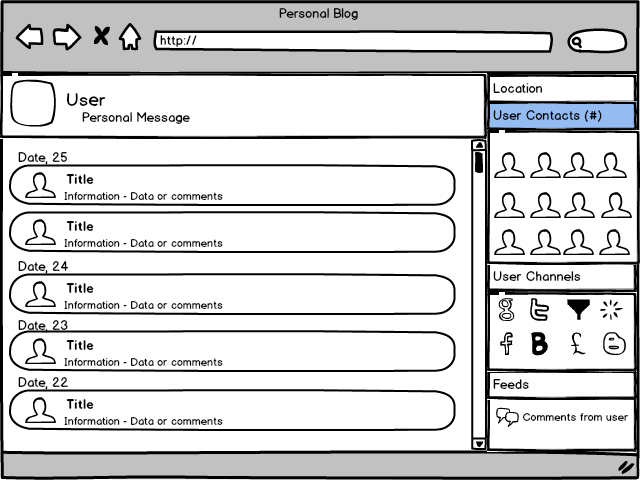 Personal Blog
http://
User
Personal Message
Date, 25
Title
Information - Data or comments
Title
Information - Data or comments
Date, 24
Title
Information - Data or comments
Date, 23
Title
Information - Data or comments
Date, 22
Title
Information - Data or comments
Location
User Contacts (#)
User Channels
Feeds
Comments from user